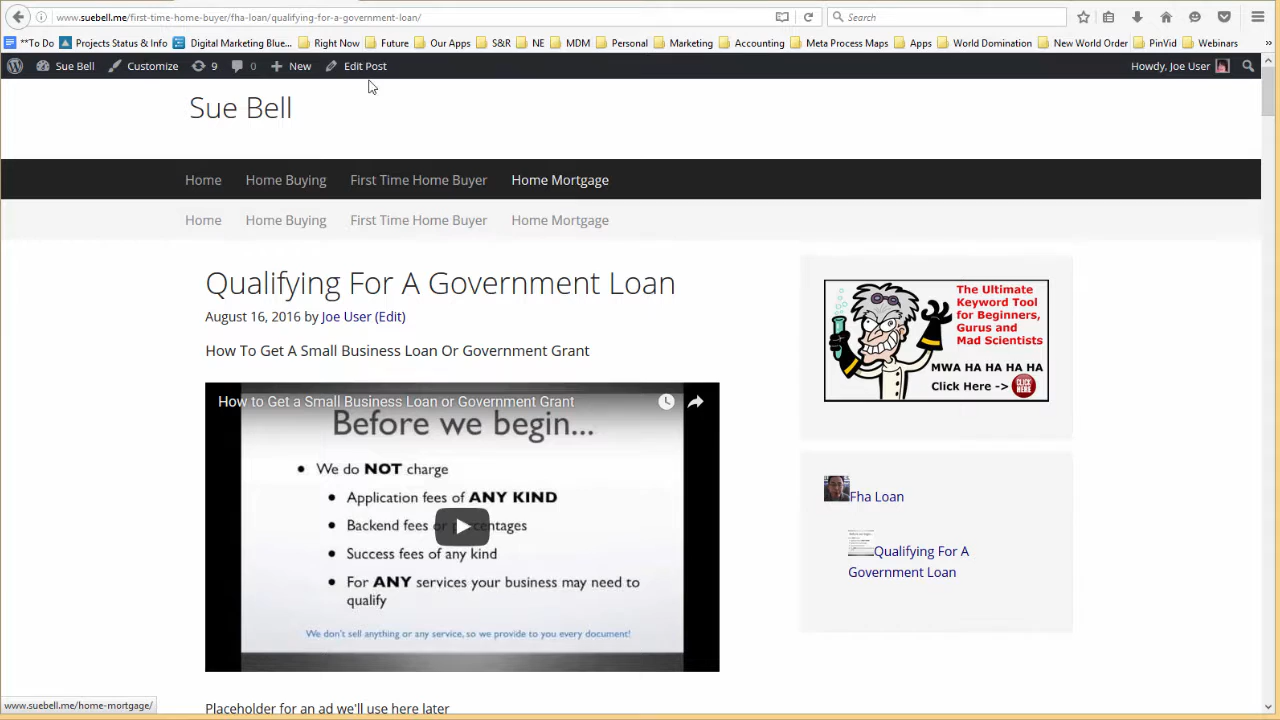 www.suebell.me/first-time-home-buyer/fha-loan/qualifying-for-a-government-loan/
Search
**To Do
Projects Status & Info
Digital Marketing Blue...
Right Now
Future
Our Apps
S&R
NE
MDM
Personal
Marketing
Accounting
Meta Process Maps
Apps
World Domination
New World Order
PinVid
Webinars
»
Sue Bell
Customize
9
0
New
Edit Post
Howdy, Joe User
Sue Bell
Home
Home Buying
First Time Home Buyer
Home Mortgage
Home
Home Buying
First Time Home Buyer
Home Mortgage
Qualifying For A Government Loan
August 16, 2016 by Joe User (Edit)
How To Get A Small Business Loan Or Government Grant
How to Get a Small Business Loan or Government Grant
Before we begin...
• We do NOT charge
• Application fees of ANY KIND
• Backend fees or percentages
• Success fees of any kind
• For ANY services your business may need to
qualify
We don't sell anything or any service, so we provide to you every document!
Placeholder for an ad we'll use here later
The Ultimate
Keyword Tool
for Beginners,
Gurus and
Mad Scientists
MWA HA HA HA HA
Click Here ->
CLICK
HERE
Fha Loan
Qualifying For A
Government Loan
www.suebell.me/home-mortgage/